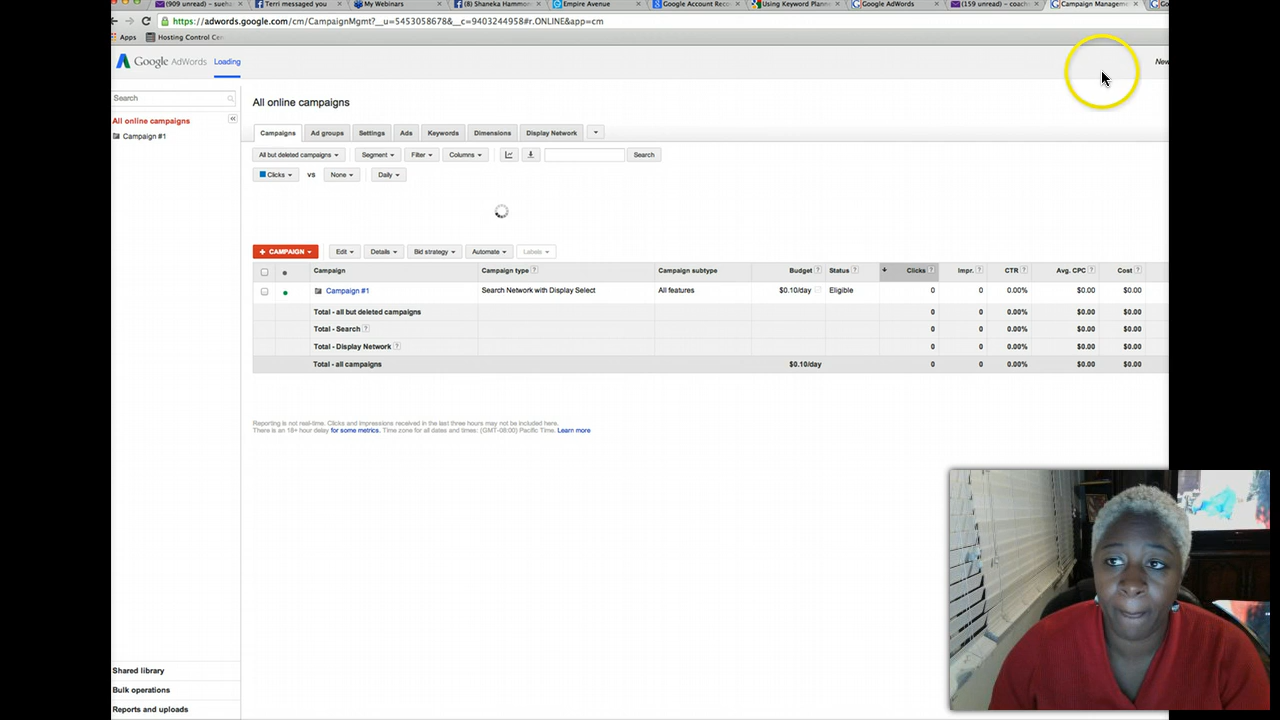 (909 unread) – sueha
Terri messaged you
My Webinars
(8) Shaneka Hammon
Empire Avenue
Google Account Reco
Using Keyword Plann
Google AdWords
(159 unread) – coach
Campaign Manageme
Go
https://adwords.google.com/cm/CampaignMgmt?__u=5453058678&__c=9403244958#r.ONLINE&app=cm
Apps Hosting Control Cen
Google AdWords Loading
New
Search
All online campaigns
Campaign #1
All online campaigns
Campaigns Ad groups Settings Ads Keywords Dimensions Display Network
All but deleted campaigns Segment Filter Columns Search
Clicks VS None Daily
+ CAMPAIGN Edit Details Bid strategy Automate Labels
Campaign Campaign type ? Campaign subtype Budget ? Status ? Clicks ? Impr. ? CTR ? Avg. CPC ? Cost ?
Campaign #1 Search Network with Display Select All features $0.10/day Eligible 0 0 0.00% $0.00 $0.00
Total - all but deleted campaigns 0 0 0.00% $0.00 $0.00
Total - Search ? 0 0 0.00% $0.00 $0.00
Total - Display Network ? 0 0 0.00% $0.00 $0.00
Total - all campaigns $0.10/day 0 0 0.00% $0.00 $0.00
Reporting is not real-time. Clicks and impressions received in the last three hours may not be included here.
There is an 18+ hour delay for some metrics. Time zone for all dates and times: (GMT-08:00) Pacific Time. Learn more
Shared library
Bulk operations
Reports and uploads